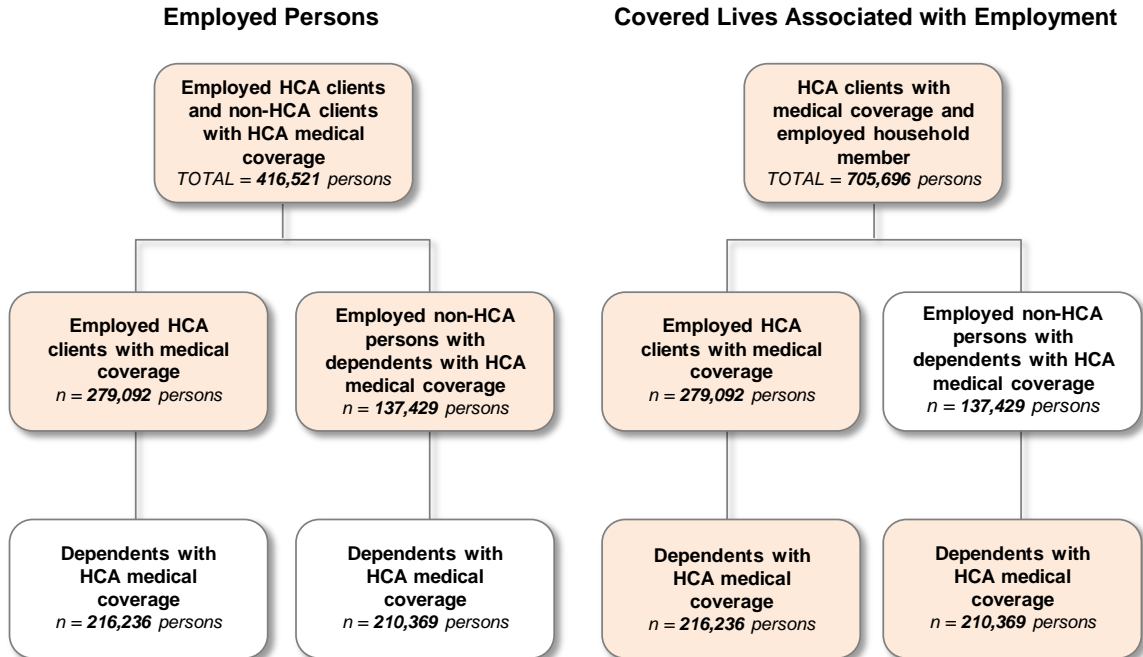 Employed Persons
Employed HCA clients
and non-HCA clients
with HCA medical
coverage
TOTAL = 416,521 persons
Employed HCA
clients with medical
coverage
n = 279,092 persons
Employed non-HCA
persons with
dependents with HCA
medical coverage
n = 137,429 persons
Dependents with
HCA medical
coverage
n = 216,236 persons
Dependents with
HCA medical
coverage
n = 210,369 persons
Covered Lives Associated with Employment
HCA clients with
medical coverage and
employed household
member
TOTAL = 705,696 persons
Employed HCA
clients with medical
coverage
n = 279,092 persons
Employed non-HCA
persons with
dependents with HCA
medical coverage
n = 137,429 persons
Dependents with
HCA medical
coverage
n = 216,236 persons
Dependents with
HCA medical
coverage
n = 210,369 persons